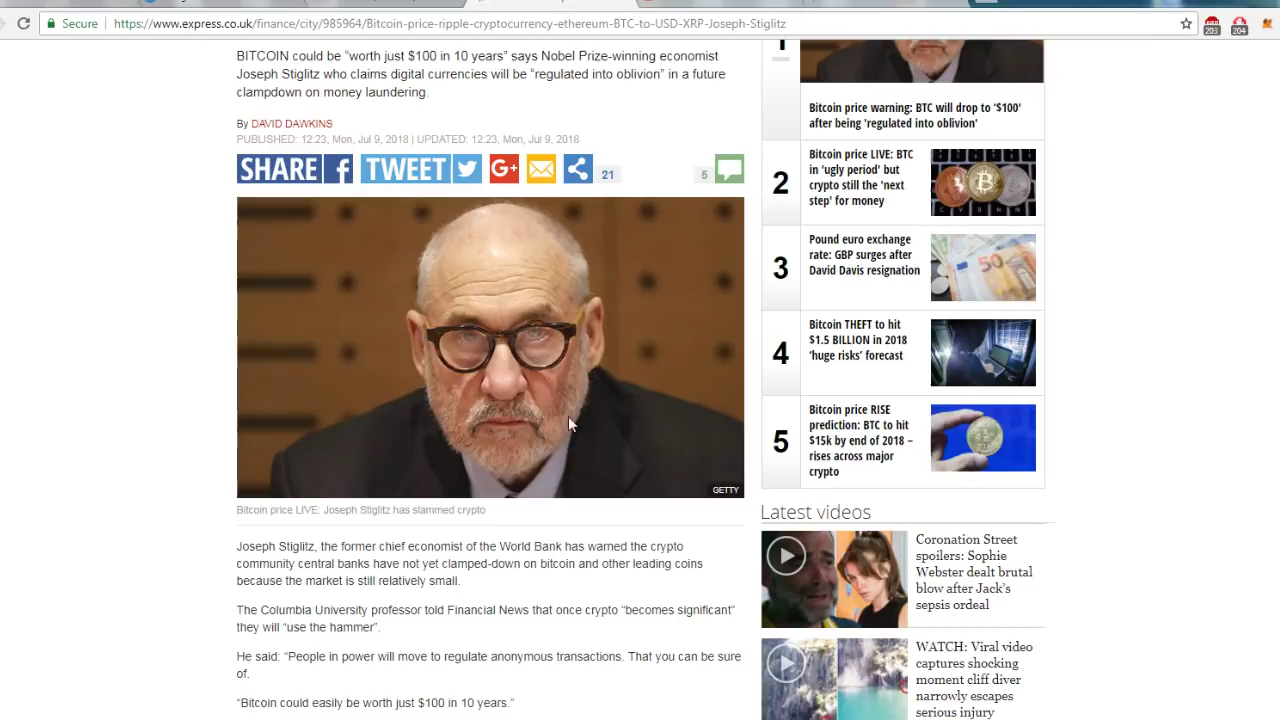 Secure
https://www.express.co.uk/finance/city/985964/Bitcoin-price-ripple-cryptocurrency-ethereum-BTC-to-USD-XRP-Joseph-Stiglitz
203
204
BITCOIN could be “worth just $100 in 10 years” says Nobel Prize-winning economist
Joseph Stiglitz who claims digital currencies will be “regulated into oblivion” in a future
clampdown on money laundering.
By DAVID DAWKINS
PUBLISHED: 12:23, Mon, Jul 9, 2018 | UPDATED: 12:23, Mon, Jul 9, 2018
SHARE f
TWEET
G+
21
5
GETTY
Bitcoin price LIVE: Joseph Stiglitz has slammed crypto
Joseph Stiglitz, the former chief economist of the World Bank has warned the crypto
community central banks have not yet clamped-down on bitcoin and other leading coins
because the market is still relatively small.
The Columbia University professor told Financial News that once crypto “becomes significant”
they will “use the hammer”.
He said: “People in power will move to regulate anonymous transactions. That you can be sure
of.
“Bitcoin could easily be worth just $100 in 10 years.”
1
Bitcoin price warning: BTC will drop to '$100'
after being 'regulated into oblivion'
2
Bitcoin price LIVE: BTC
in 'ugly period' but
crypto still the 'next
step' for money
3
Pound euro exchange
rate: GBP surges after
David Davis resignation
50
4
Bitcoin THEFT to hit
$1.5 BILLION in 2018
‘huge risks’ forecast
5
Bitcoin price RISE
prediction: BTC to hit
$15k by end of 2018 –
rises across major
crypto
Latest videos
Coronation Street
spoilers: Sophie
Webster dealt brutal
blow after Jack’s
sepsis ordeal
WATCH: Viral video
captures shocking
moment cliff diver
narrowly escapes
serious injury